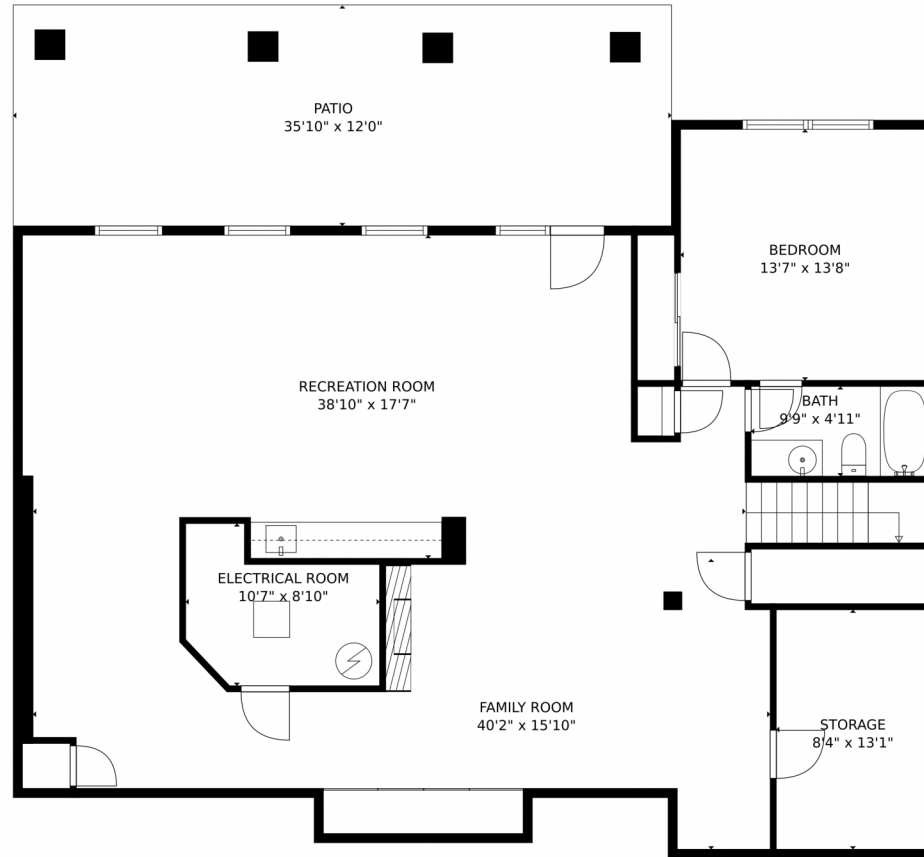 PATIO
35'10" x 12'0"
BEDROOM
13'7" x 13'8"
RECREATION ROOM
38'10" x 17'7"
BATH
9'9" x 4'11"
ELECTRICAL ROOM
10'7" x 8'10"
FAMILY ROOM
40'2" x 15'10"
STORAGE
8'4" x 13'1"